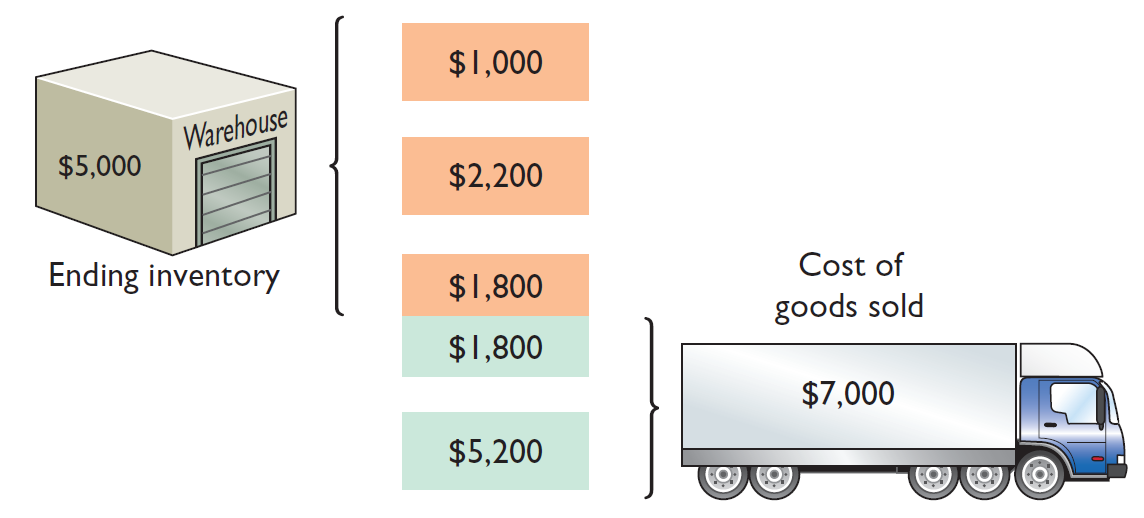 $1,000
Warehouse
$5,000
$2,200
Ending inventory
$1,800
$1,800
$5,200
Cost of
goods sold
$7,000